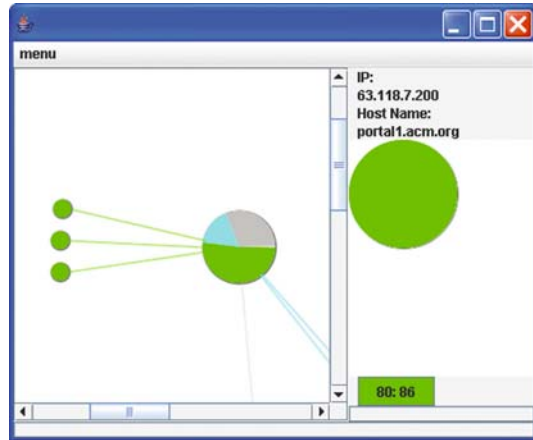 menu
IP:
63.118.7.200
Host Name:
portal1.acm.org
80: 86